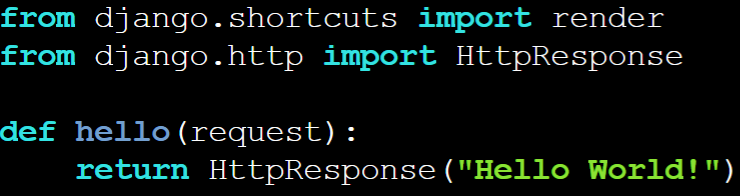 from django.shortcuts import render
from django.http import HttpResponse

def hello(request):
    return HttpResponse("Hello World!")